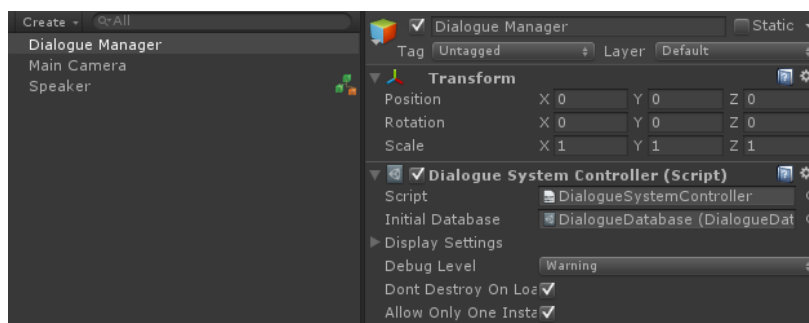 Create All
Dialogue Manager
Main Camera
Speaker
Dialogue Manager Static
Tag Untagged Layer Default
Transform
Position X 0 Y 0 Z 0
Rotation X 0 Y 0 Z 0
Scale X 1 Y 1 Z 1
Dialogue System Controller (Script)
Script DialogueSystemController
Initial Database DialogueDatabase (DialogueDat
Display Settings
Debug Level Warning
Dont Destroy On Loa
Allow Only One Insta